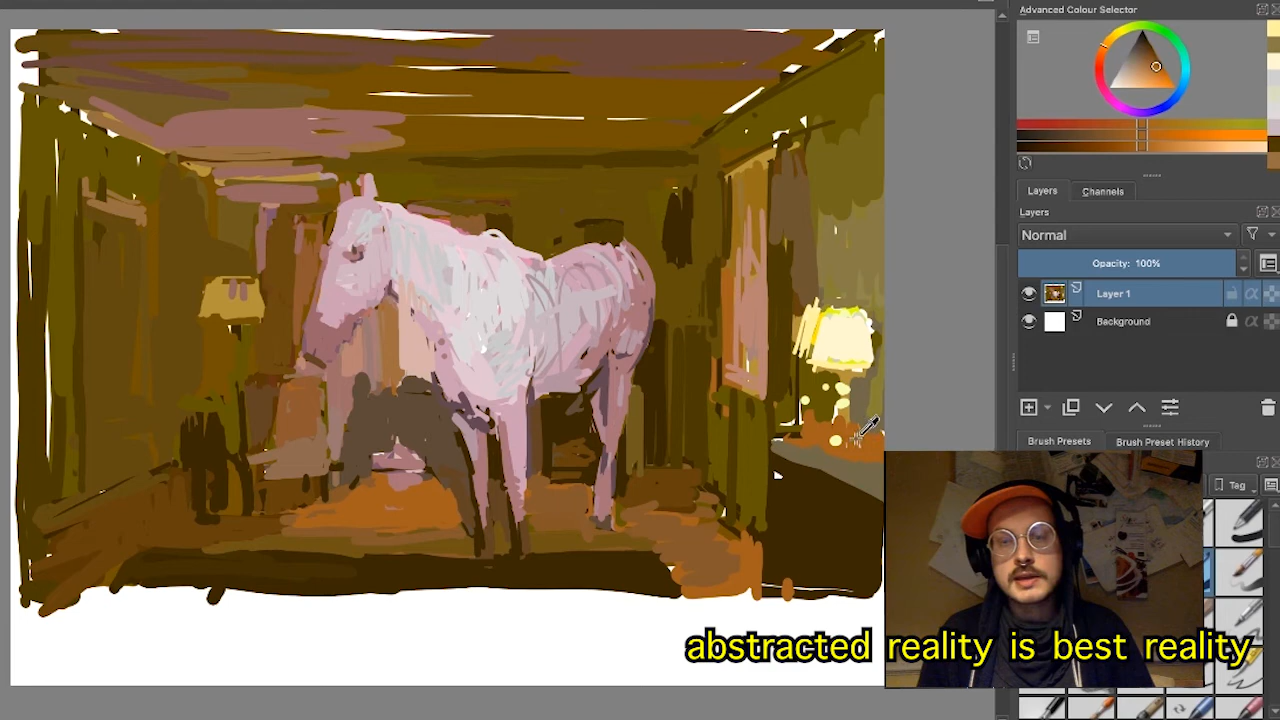 Advanced Colour Selector
Layers
Channels
Layers
Normal
Opacity: 100%
Layer 1
Background
Brush Presets
Brush Preset History
Tag
abstracted reality is best reality